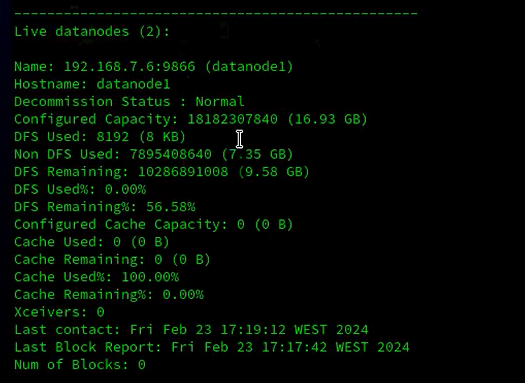 --------------------------------------------------
Live datanodes (2):
Name: 192.168.7.6:9866 (datanode1)
Hostname: datanode1
Decommission Status : Normal
Configured Capacity: 18182307840 (16.93 GB)
DFS Used: 8192 (8 KB)
Non DFS Used: 7895408640 (7.35 GB)
DFS Remaining: 10286891008 (9.58 GB)
DFS Used%: 0.00%
DFS Remaining%: 56.58%
Configured Cache Capacity: 0 (0 B)
Cache Used: 0 (0 B)
Cache Remaining: 0 (0 B)
Cache Used%: 100.00%
Cache Remaining%: 0.00%
Xceivers: 0
Last contact: Fri Feb 23 17:19:12 WEST 2024
Last Block Report: Fri Feb 23 17:17:42 WEST 2024
Num of Blocks: 0